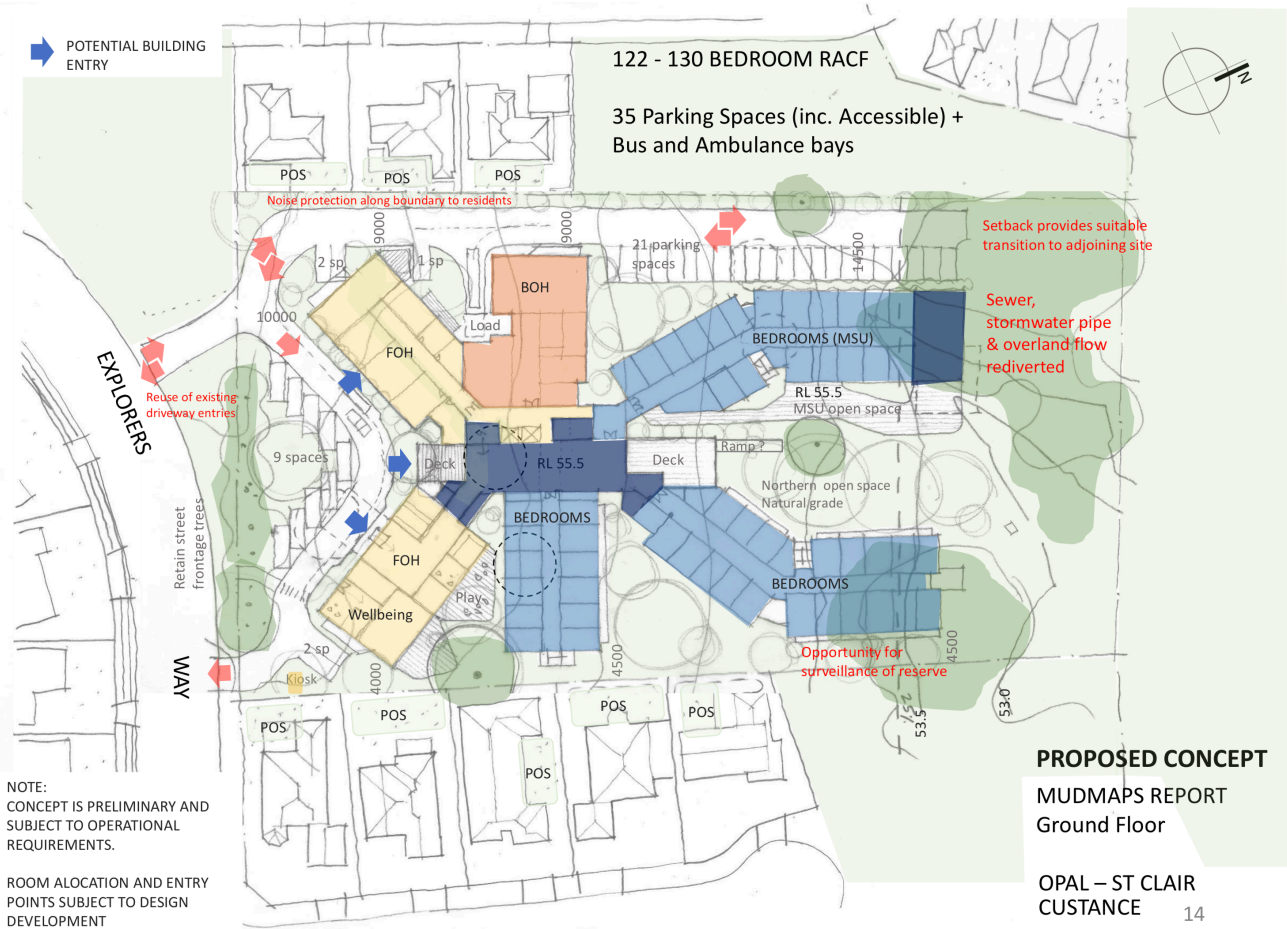 POTENTIAL BUILDING
ENTRY
122 - 130 BEDROOM RACF
35 Parking Spaces (inc. Accessible) +
Bus and Ambulance bays
N
POS
POS
POS
Noise protection along boundary to residents
9000
9000
21 parking
spaces
14500
Setback provides suitable
transition to adjoining site
2 sp
1 sp
BOH
Sewer,
stormwater pipe
& overland flow
rediverted
10000
Load
FOH
BEDROOMS (MSU)
EXPLORERS
WAY
Reuse of existing
driveway entries
RL 55.5
MSU open space
9 spaces
Deck
RL 55.5
Deck
Ramp ?
Northern open space
Natural grade
Retain street
frontage trees
BEDROOMS
FOH
BEDROOMS
Play
Wellbeing
2 sp
Kiosk
4000
4500
4500
Opportunity for
surveillance of reserve
53.5
53.0
POS
POS
POS
POS
POS
PROPOSED CONCEPT
MUDMAPS REPORT
Ground Floor
OPAL – ST CLAIR
CUSTANCE
14
NOTE:
CONCEPT IS PRELIMINARY AND
SUBJECT TO OPERATIONAL
REQUIREMENTS.
ROOM ALOCATION AND ENTRY
POINTS SUBJECT TO DESIGN
DEVELOPMENT